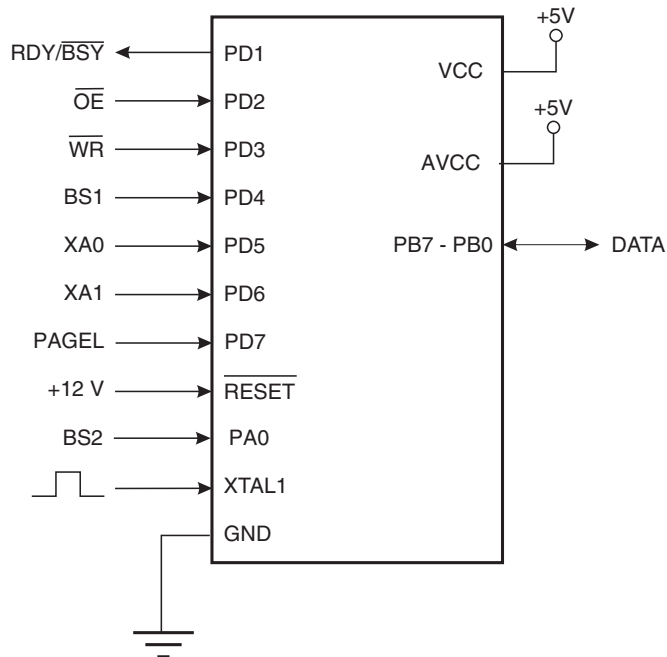 +5V
RDY/BSY PD1
VCC
OE PD2
+5V
WR PD3
AVCC
BS1 PD4
XA0 PD5 PB7 - PB0 DATA
XA1 PD6
PAGEL PD7
+12 V RESET
BS2 PA0
XTAL1
GND